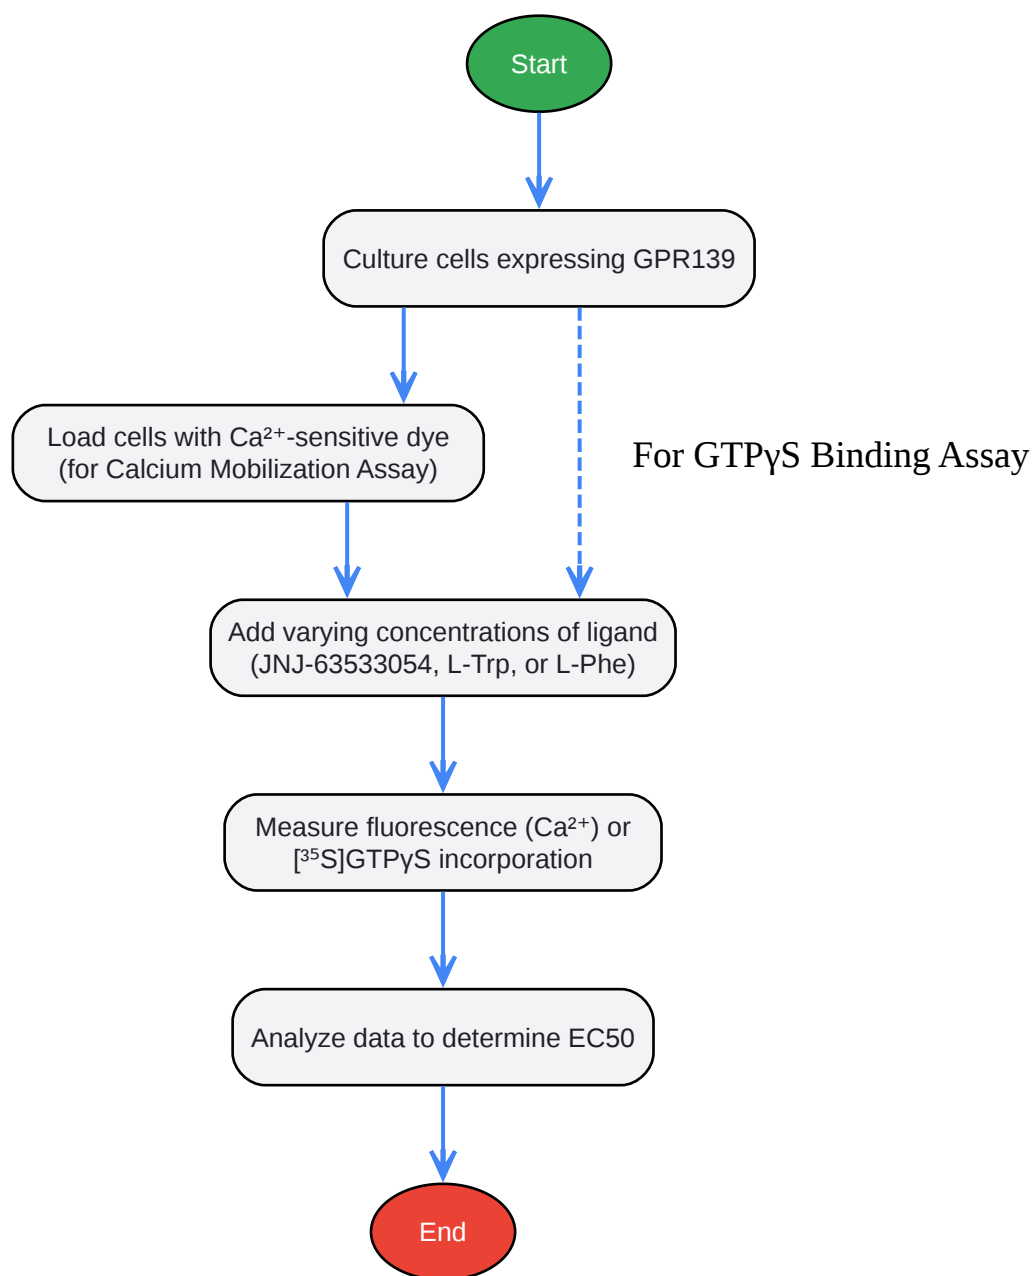 Start
Culture cells expressing GPR139
Load cells with Ca²⁺-sensitive dye
(for Calcium Mobilization Assay)
For GTPγS Binding Assay
Add varying concentrations of ligand
(JNJ-63533054, L-Trp, or L-Phe)
Measure fluorescence (Ca²⁺) or
[³⁵S]GTPγS incorporation
Analyze data to determine EC50
End